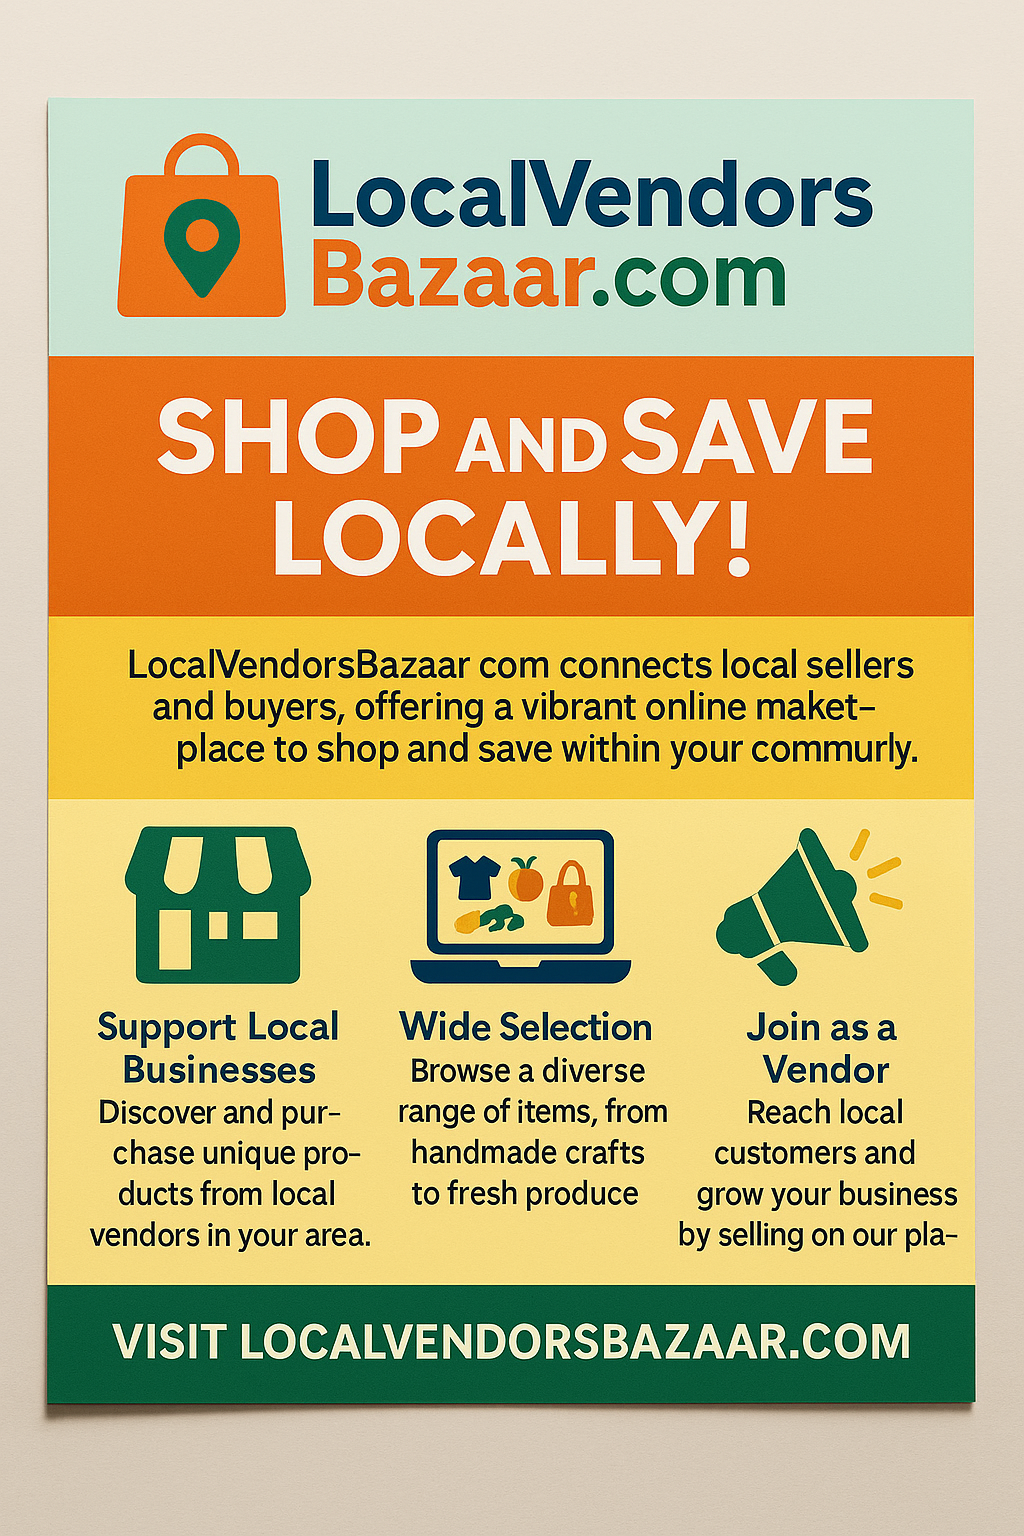 LocalVendors
Bazaar.com
SHOP AND SAVE
LOCALLY!
LocalVendorsBazaar com connects local sellers
and buyers, offering a vibrant online maket-
place to shop and save within your commurly.
Support Local
Businesses
Discover and pur-
chase unique pro-
ducts from local
vendors in your area.
Wide Selection
Browse a diverse
range of items, from
handmade crafts
to fresh produce
Join as a
Vendor
Reach local
customers and
grow your business
by selling on our pla-
VISIT LOCALVENDORSBAZAAR.COM